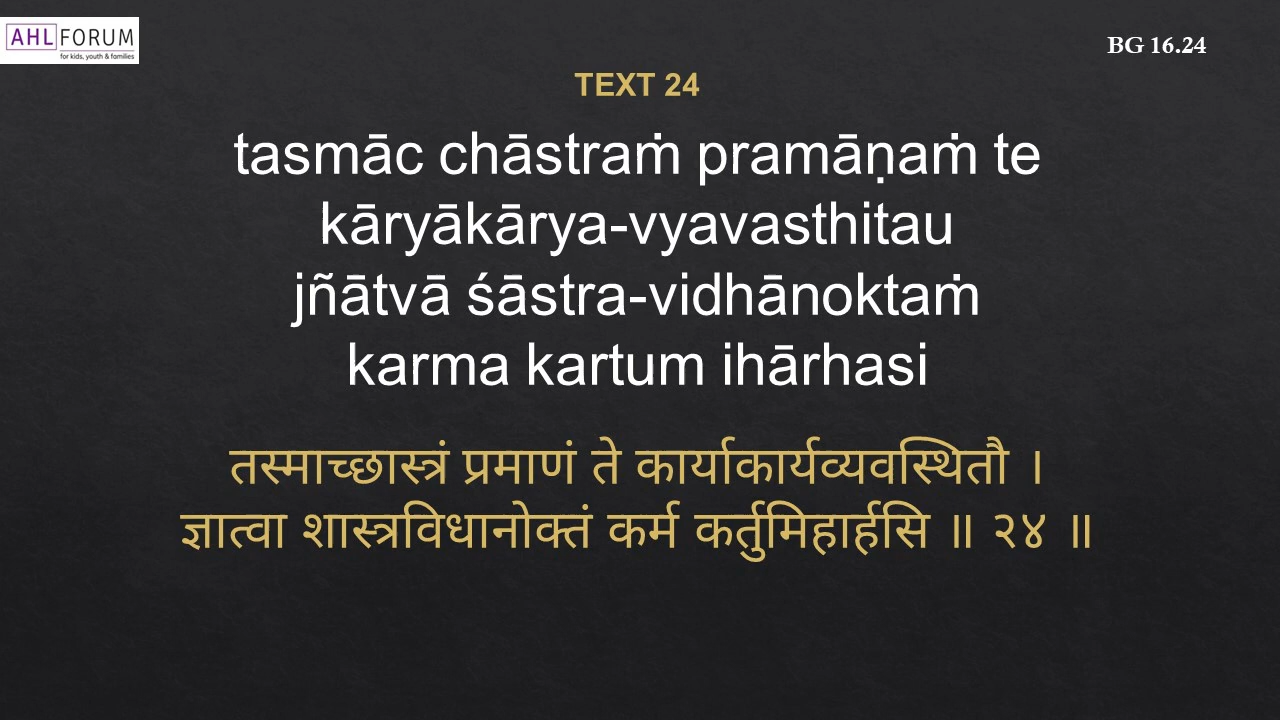 AHL FORUM
for kids, youth & families
BG 16.24
TEXT 24
tasmāc chāstraṁ pramāṇaṁ te
kāryākārya-vyavasthitau
jñātvā śāstra-vidhānoktaṁ
karma kartum ihārhasi
तस्माच्छास्त्रं प्रमाणं ते कार्याकार्यव्यवस्थितौ ।
ज्ञात्वा शास्त्रविधानोक्तं कर्म कर्तुमिहार्हसि ॥ २४ ॥